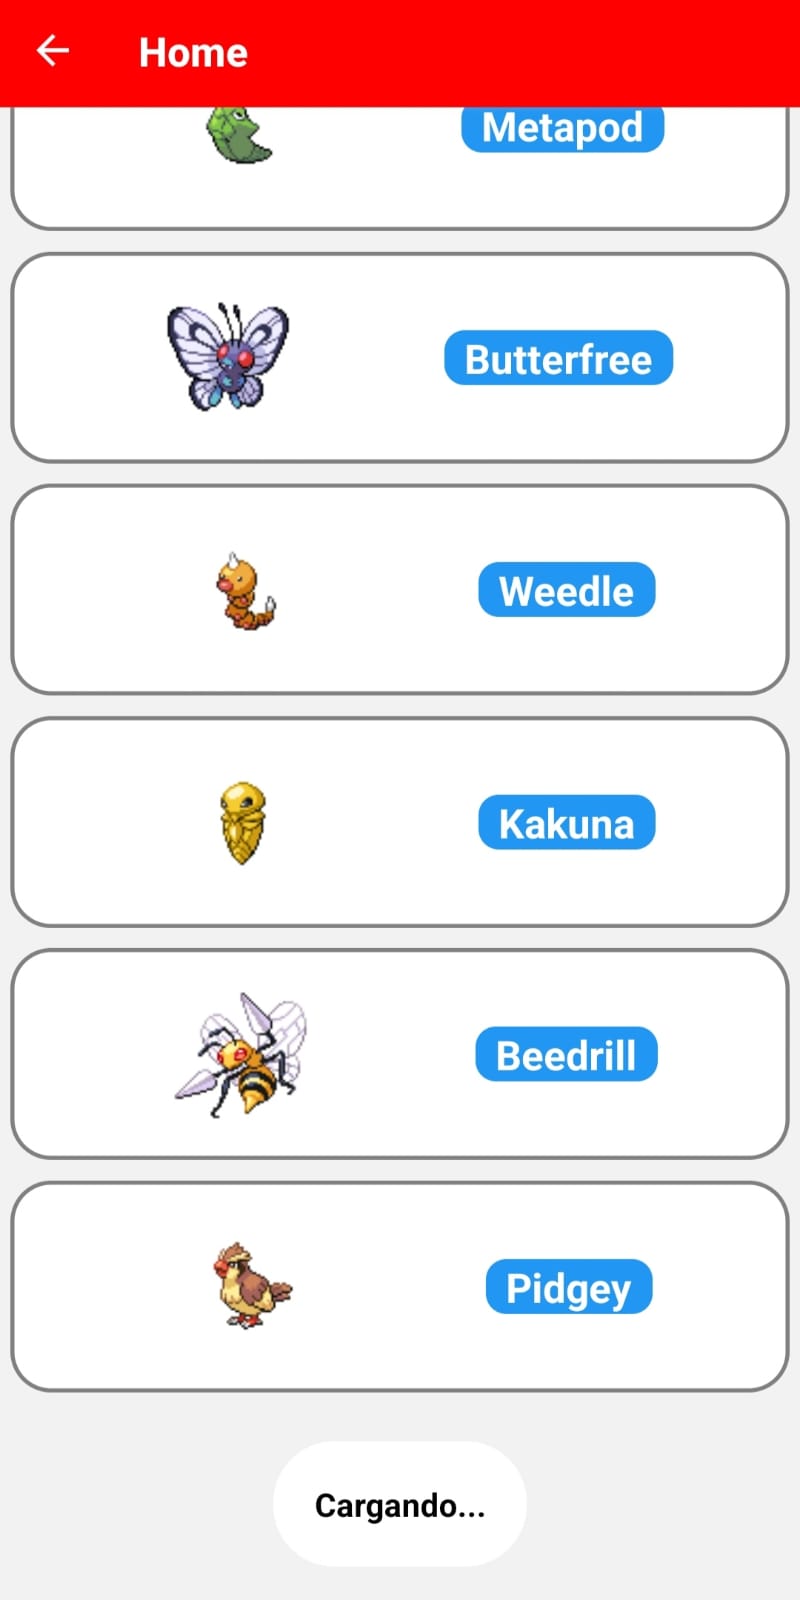 Home
Metapod
Butterfree
Weedle
Kakuna
Beedrill
Pidgey
Cargando...